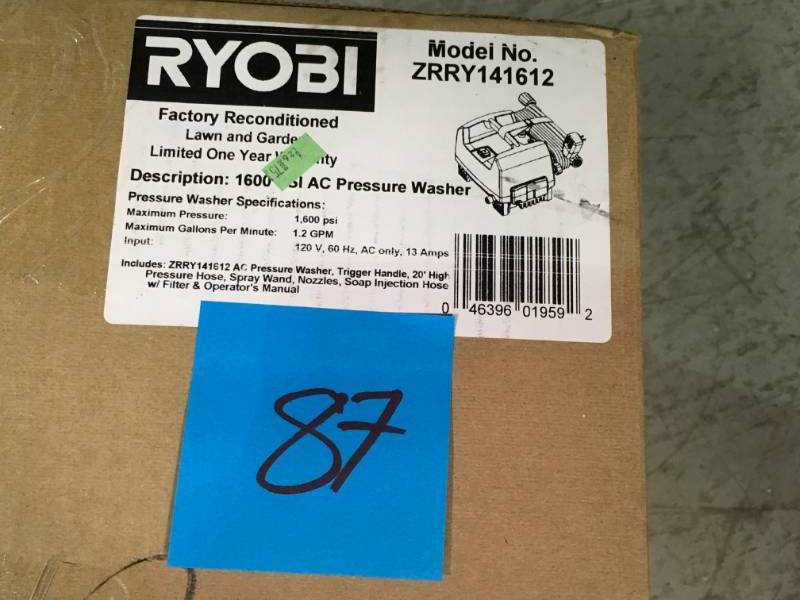 RYOBI
Model No.
ZRRY141612
Factory Reconditioned
Lawn and Garde
Limited One Year W nty
Description: 1600 SI AC Pressure Washer
Pressure Washer Specifications:
Maximum Pressure: 1,600 psi
Maximum Gallons Per Minute: 1.2 GPM
Input: 120 V, 60 Hz, AC only, 13 Amps
Includes: ZRRY141612 AC Pressure Washer, Trigger Handle, 20' High
Pressure Hose, Spray Wand, Nozzles, Soap Injection Hose
w/ Filter & Operator's Manual
0 46396 01959 2
87